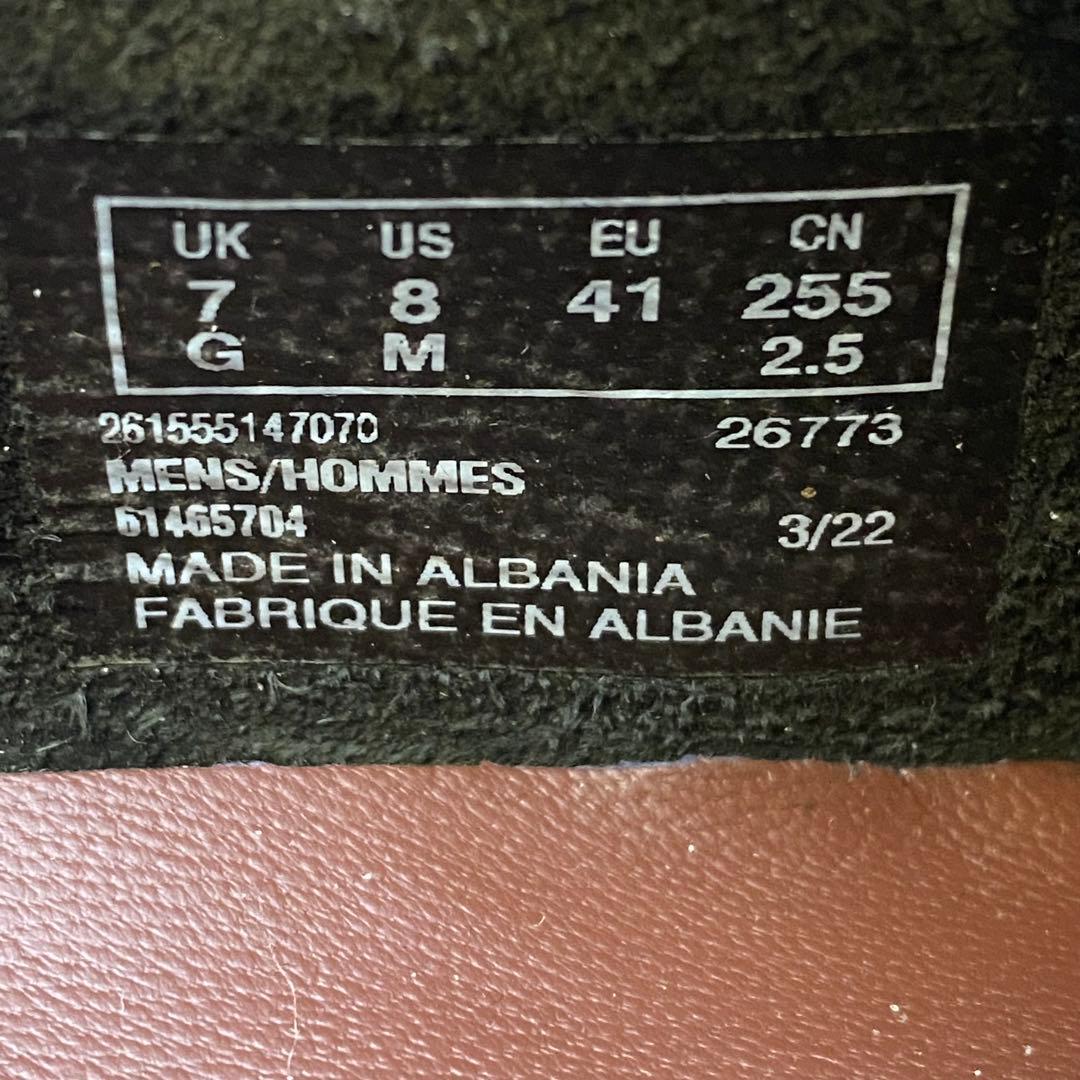 UK US EU CN
7 8 41 255
G M 2.5
261555147070 26773
MENS/HOMMES
61465704 3/22
MADE IN ALBANIA
FABRIQUE EN ALBANIE